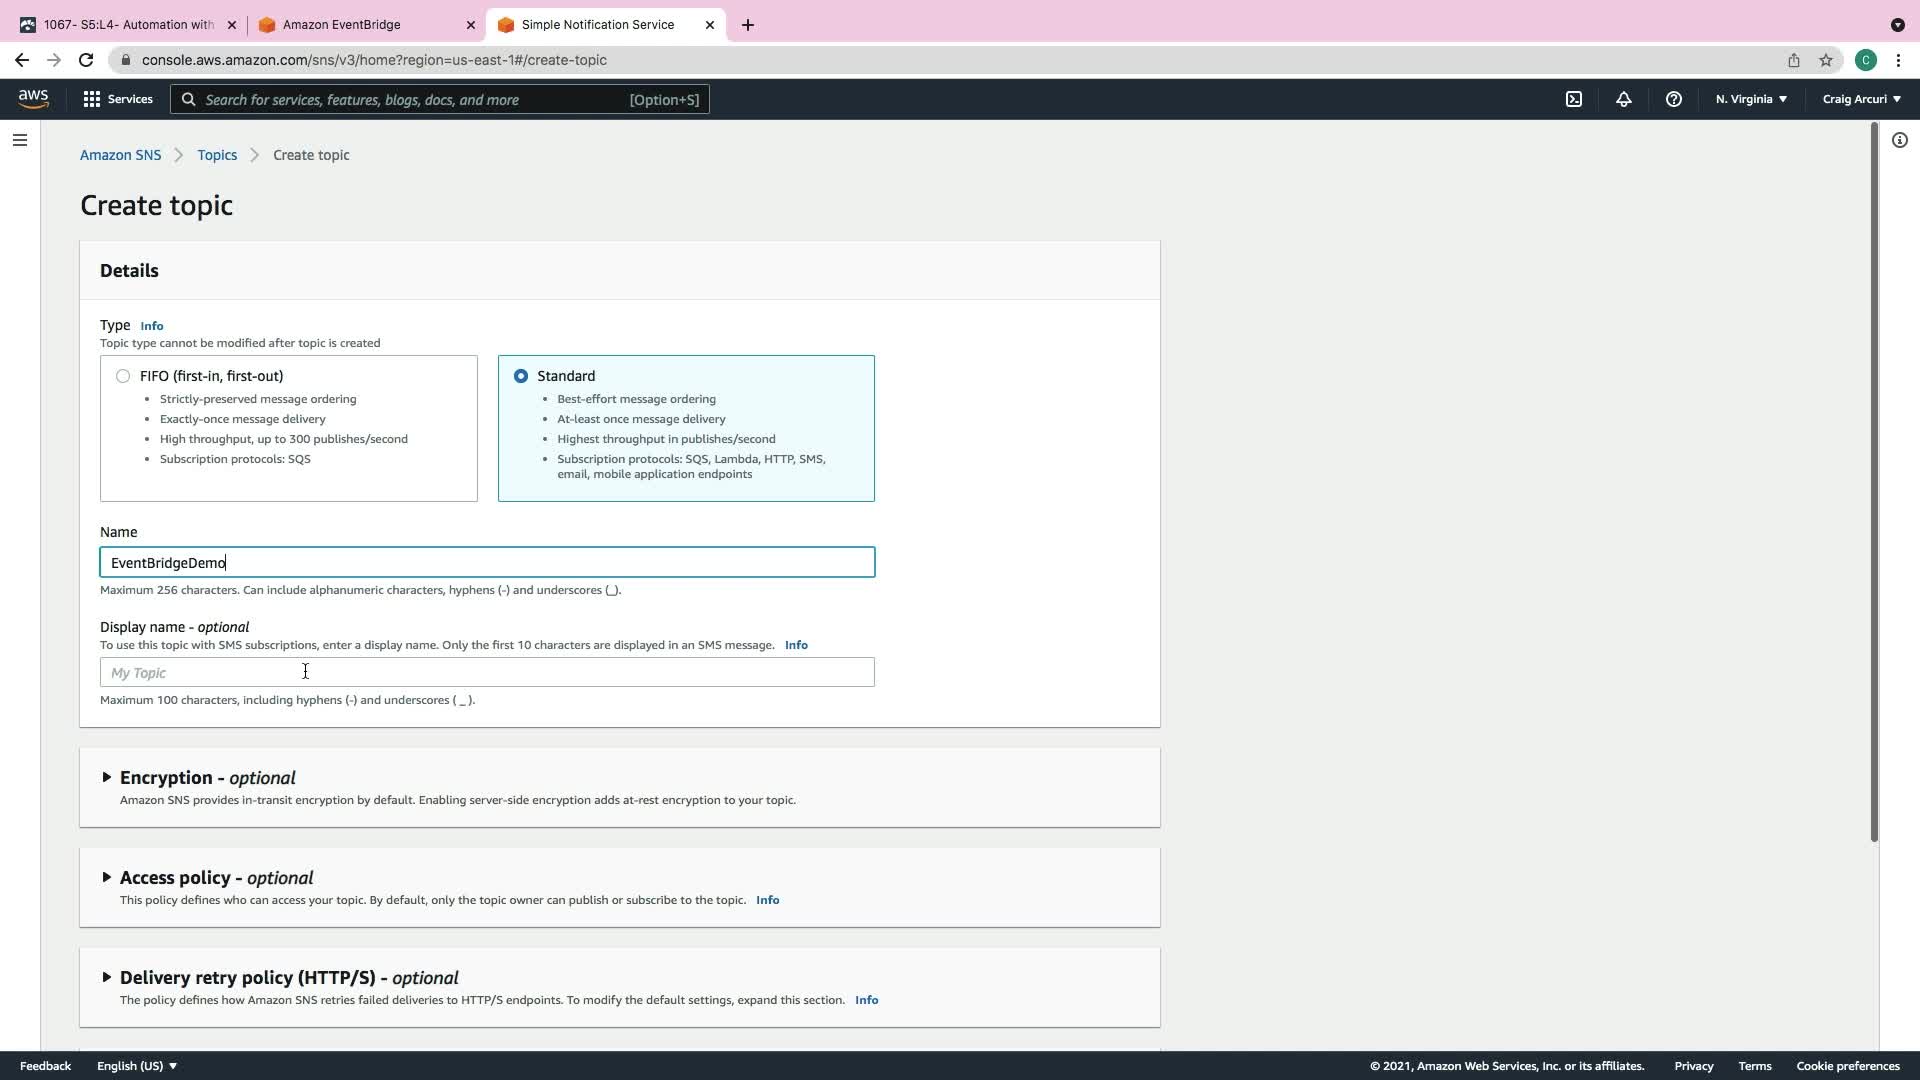 1067- S5:L4- Automation with
Amazon EventBridge
Simple Notification Service
console.aws.amazon.com/sns/v3/home?region=us-east-1#/create-topic
C
aws
Services
Search for services, features, blogs, docs, and more
[Option+S]
N. Virginia
Craig Arcuri
Amazon SNS
Topics
Create topic
Create topic
Details
Type Info
Topic type cannot be modified after topic is created
FIFO (first-in, first-out)
• Strictly-preserved message ordering
• Exactly-once message delivery
• High throughput, up to 300 publishes/second
• Subscription protocols: SQS
Standard
• Best-effort message ordering
• At-least once message delivery
• Highest throughput in publishes/second
• Subscription protocols: SQS, Lambda, HTTP, SMS,
email, mobile application endpoints
Name
EventBridgeDemo
Maximum 256 characters. Can include alphanumeric characters, hyphens (-) and underscores (_).
Display name - optional
To use this topic with SMS subscriptions, enter a display name. Only the first 10 characters are displayed in an SMS message. Info
My Topic
Maximum 100 characters, including hyphens (-) and underscores ( _ ).
Encryption - optional
Amazon SNS provides in-transit encryption by default. Enabling server-side encryption adds at-rest encryption to your topic.
Access policy - optional
This policy defines who can access your topic. By default, only the topic owner can publish or subscribe to the topic. Info
Delivery retry policy (HTTP/S) - optional
The policy defines how Amazon SNS retries failed deliveries to HTTP/S endpoints. To modify the default settings, expand this section. Info
Feedback
English (US)
© 2021, Amazon Web Services, Inc. or its affiliates.
Privacy
Terms
Cookie preferences